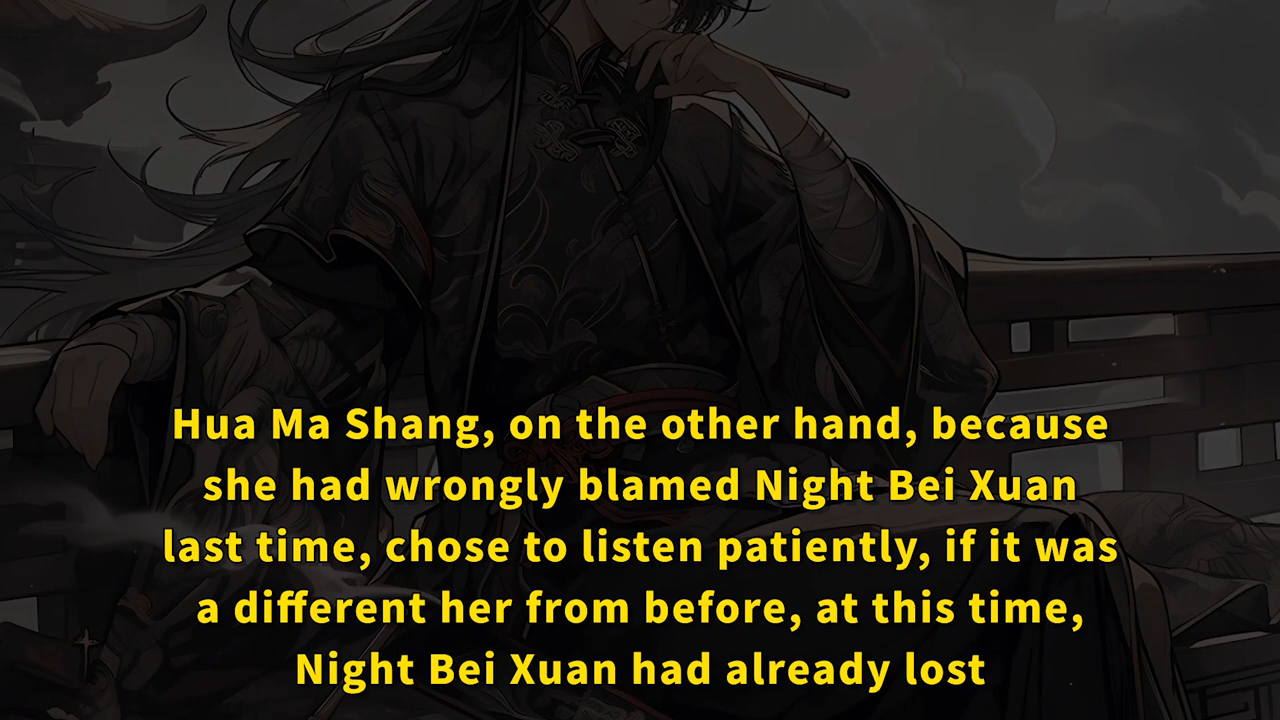 Hua Ma Shang, on the other hand, because
she had wrongly blamed Night Bei Xuan
last time, chose to listen patiently, if it was
a different her from before, at this time,
Night Bei Xuan had already lost